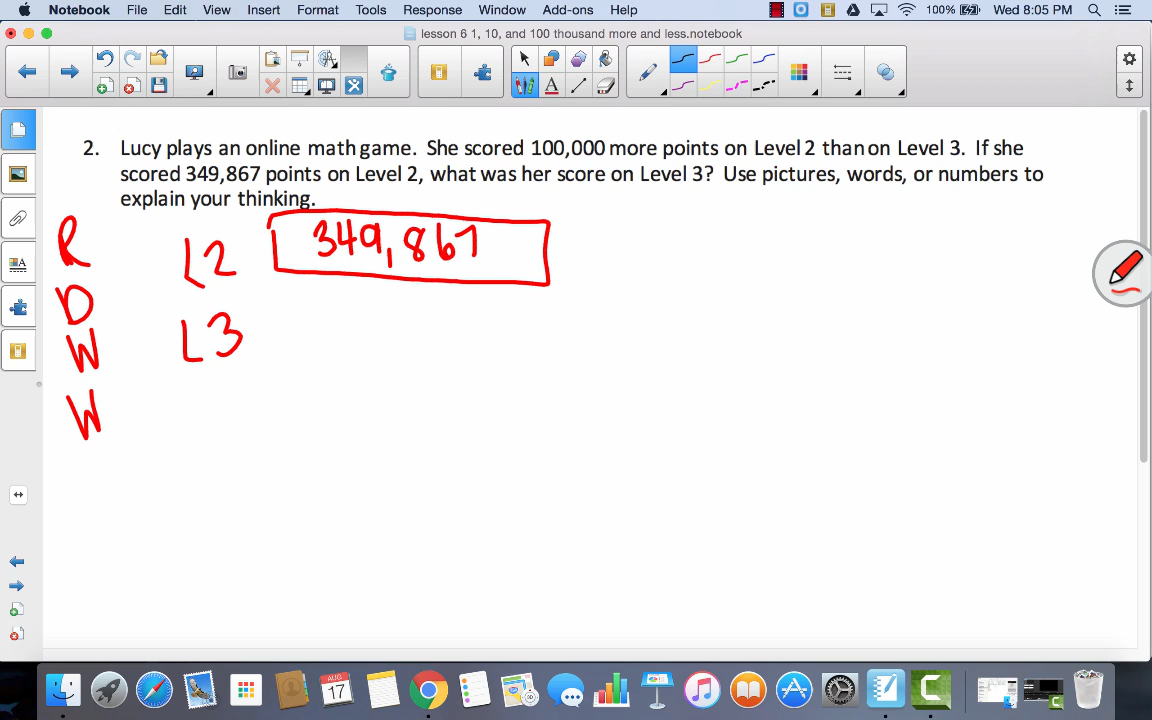 Notebook File Edit View Insert Format Tools Response Window Add-ons Help 100% Wed 8:05 PM
lesson 6 1, 10, and 100 thousand more and less.notebook
2. Lucy plays an online math game. She scored 100,000 more points on Level 2 than on Level 3. If she
scored 349,867 points on Level 2, what was her score on Level 3? Use pictures, words, or numbers to
explain your thinking.
R
L2 349,867
D
L3
W
W
AUG
17